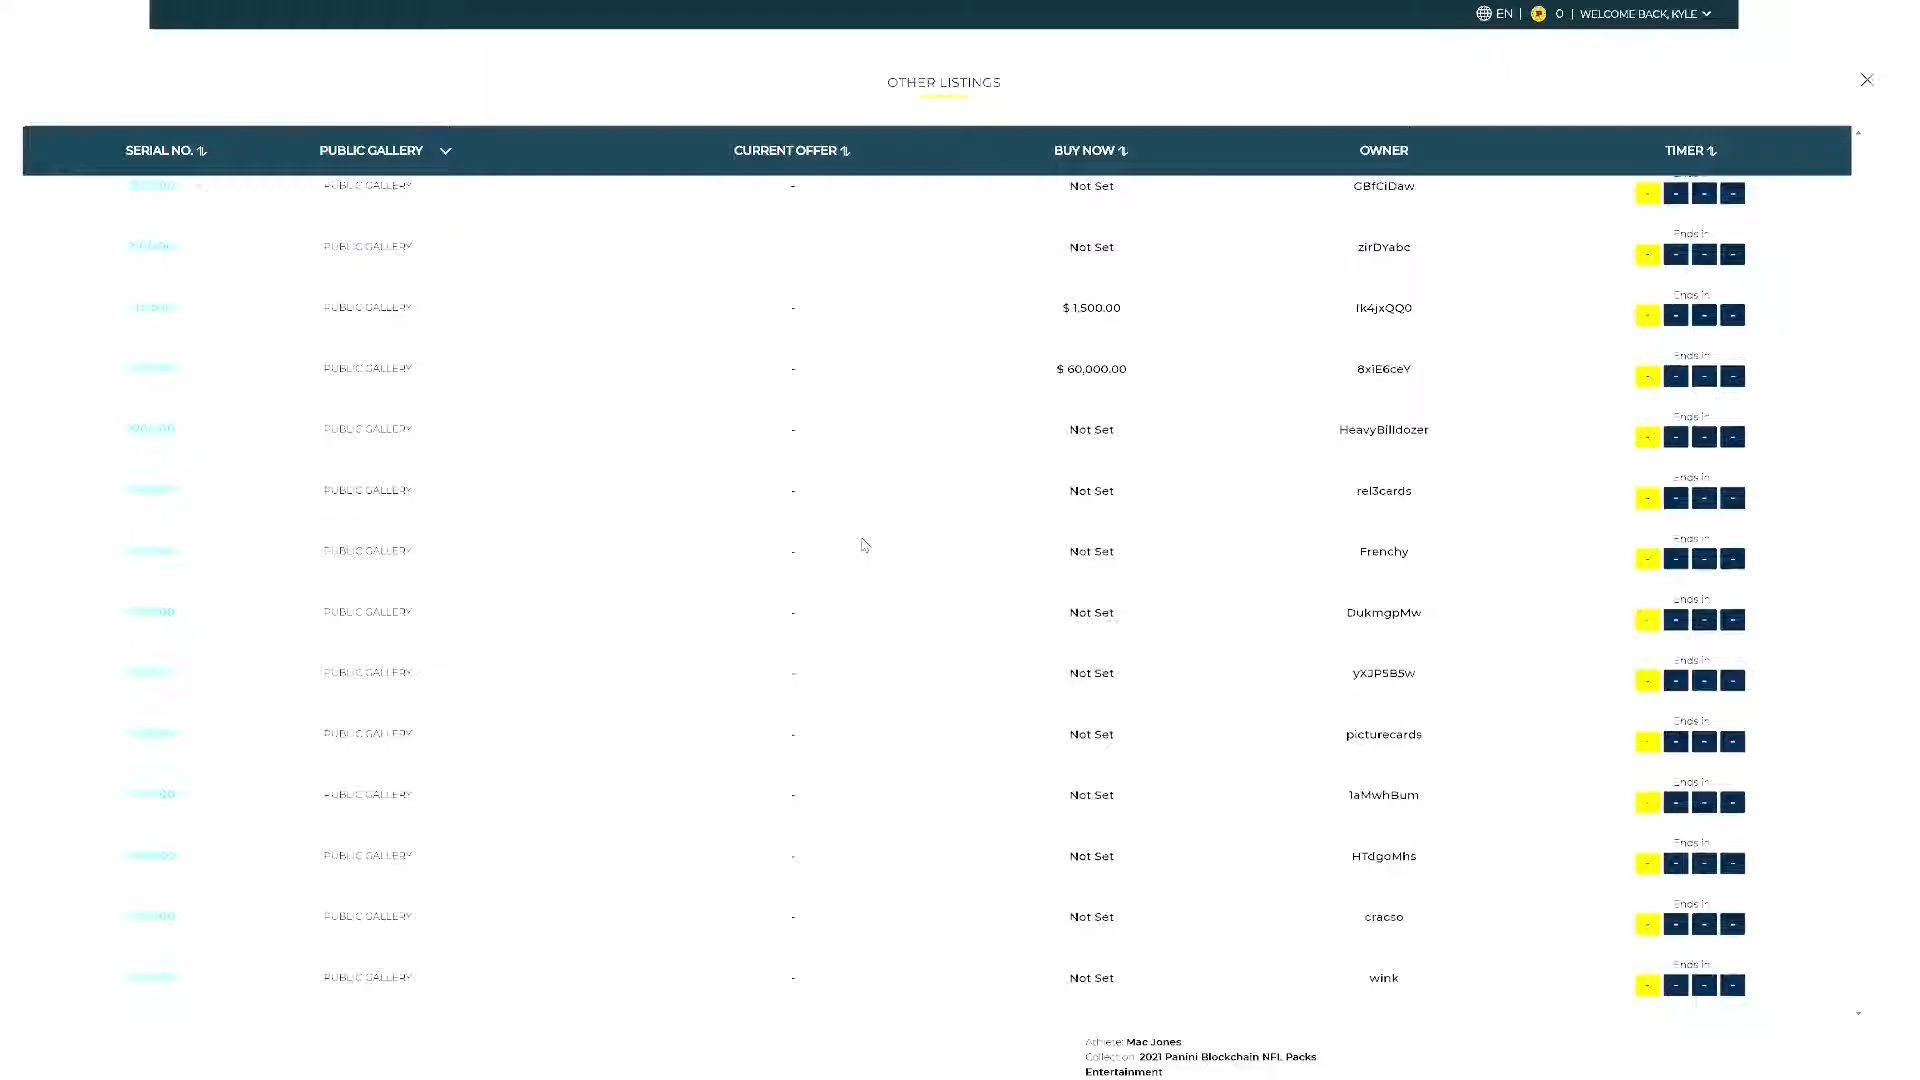 EN | 0 | WELCOME BACK, KYLE
OTHER LISTINGS
SERIAL NO. PUBLIC GALLERY CURRENT OFFER BUY NOW OWNER TIMER
PUBLIC GALLERY - Not Set GBfCiDaw
Ends in
PUBLIC GALLERY Not Set zirDYabc
Ends in
PUBLIC GALLERY - $ 1,500.00 Ik4jxQQ0
Ends in
PUBLIC GALLERY - $ 60,000.00 8xiE6ceY
Ends in
PUBLIC GALLERY - Not Set HeavyBilldozer
Ends in
PUBLIC GALLERY - Not Set rel3cards
Ends in
PUBLIC GALLERY - Not Set Frenchy
Ends in
PUBLIC GALLERY - Not Set DukmgpMw
Ends in
PUBLIC GALLERY - Not Set yXJP5B5w
Ends in
PUBLIC GALLERY - Not Set picturecards
Ends in
PUBLIC GALLERY - Not Set 1aMwhBum
Ends in
PUBLIC GALLERY - Not Set HTdgoMhs
Ends in
PUBLIC GALLERY - Not Set cracso
Ends in
PUBLIC GALLERY - Not Set wink
Athlete: Mac Jones
Collection: 2021 Panini Blockchain NFL Packs
Entertainment